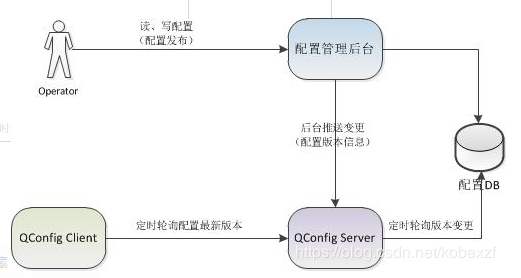 读、写配置
（配置发布）
配置管理后台
Operator
时
后台推送变更
（配置版本信息）
配置DB
定时轮询配置最新版本
定时轮询版本变更
QConfig Client
QConfig Server
https://blog.csdn.net/kobexzf